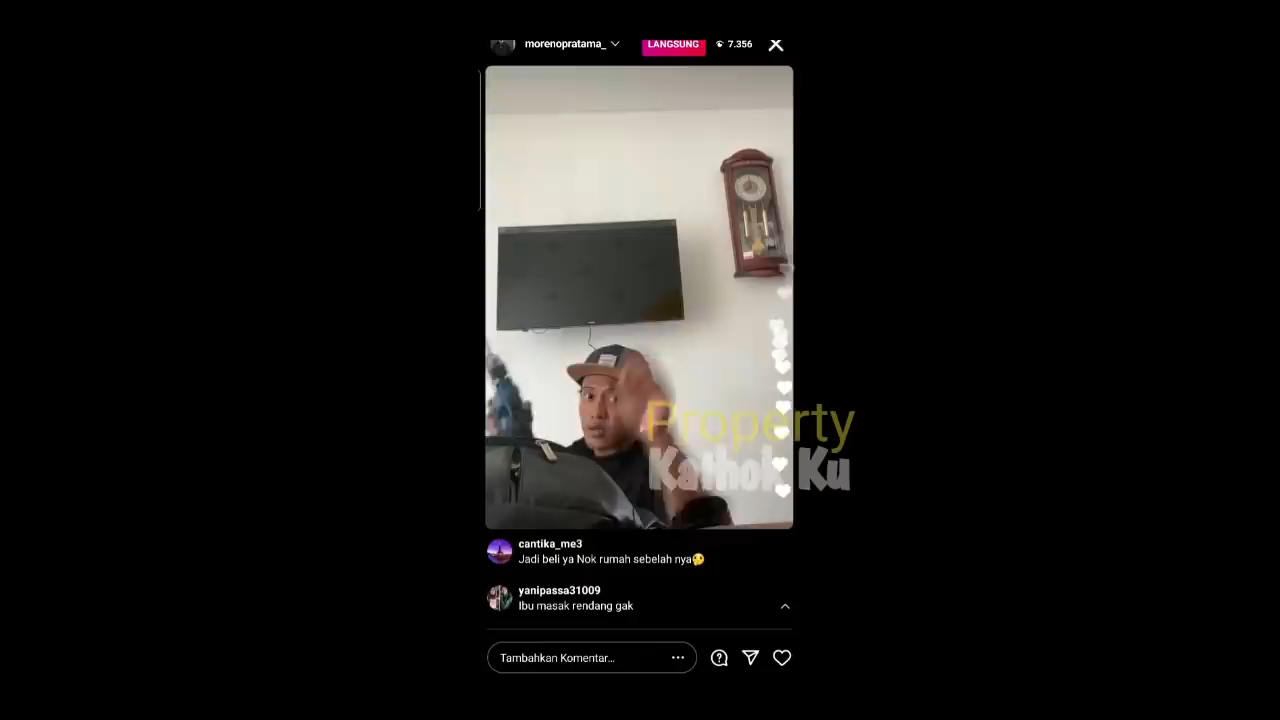 morenopratama_
LANGSUNG
7.356
Property
Kathok Ku
cantika_me3
Jadi beli ya Nok rumah sebelah nya🤔
yanipassa31009
Ibu masak rendang gak
Tambahkan Komentar...